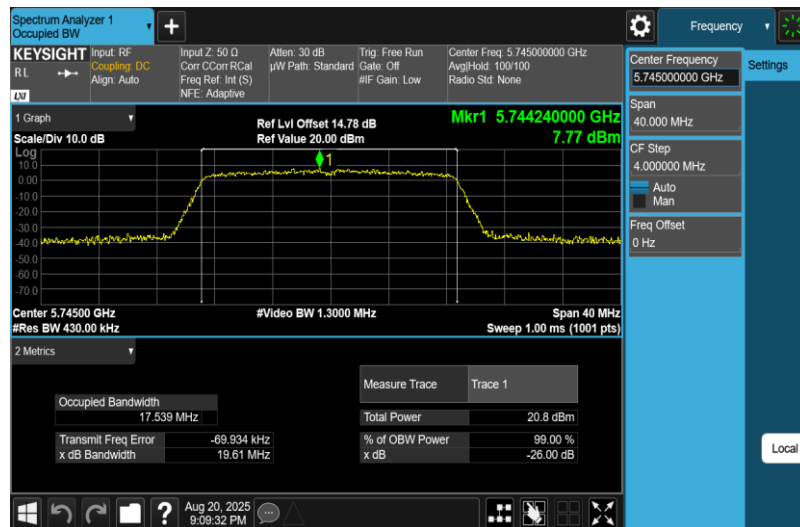 Spectrum Analyzer 1
Occupied BW
+
Frequency
KEYSIGHT
RL
LXI
Input: RF
Coupling: DC
Align: Auto
Input Z: 50 Ω
Corr CCorr RCal
Freq Ref: Int (S)
NFE: Adaptive
Atten: 30 dB
µW Path: Standard
Trig: Free Run
Gate: Off
#IF Gain: Low
Center Freq: 5.745000000 GHz
Avg|Hold: 100/100
Radio Std: None
Center Frequency
5.745000000 GHz
Settings
Span
40.000 MHz
CF Step
4.000000 MHz
Auto
Man
Freq Offset
0 Hz
Local
1 Graph
Scale/Div 10.0 dB
Ref Lvl Offset 14.78 dB
Ref Value 20.00 dBm
Mkr1 5.744240000 GHz
7.77 dBm
Log
10.0
0.00
-10.0
-20.0
-30.0
-40.0
-50.0
-60.0
-70.0
1
Center 5.74500 GHz
#Video BW 1.3000 MHz
Span 40 MHz
#Res BW 430.00 kHz
Sweep 1.00 ms (1001 pts)
2 Metrics
Measure Trace Trace 1
Occupied Bandwidth
17.539 MHz
Total Power 20.8 dBm
Transmit Freq Error -69.934 kHz
% of OBW Power 99.00 %
x dB Bandwidth 19.61 MHz
x dB -26.00 dB
?
Aug 20, 2025
9:09:32 PM